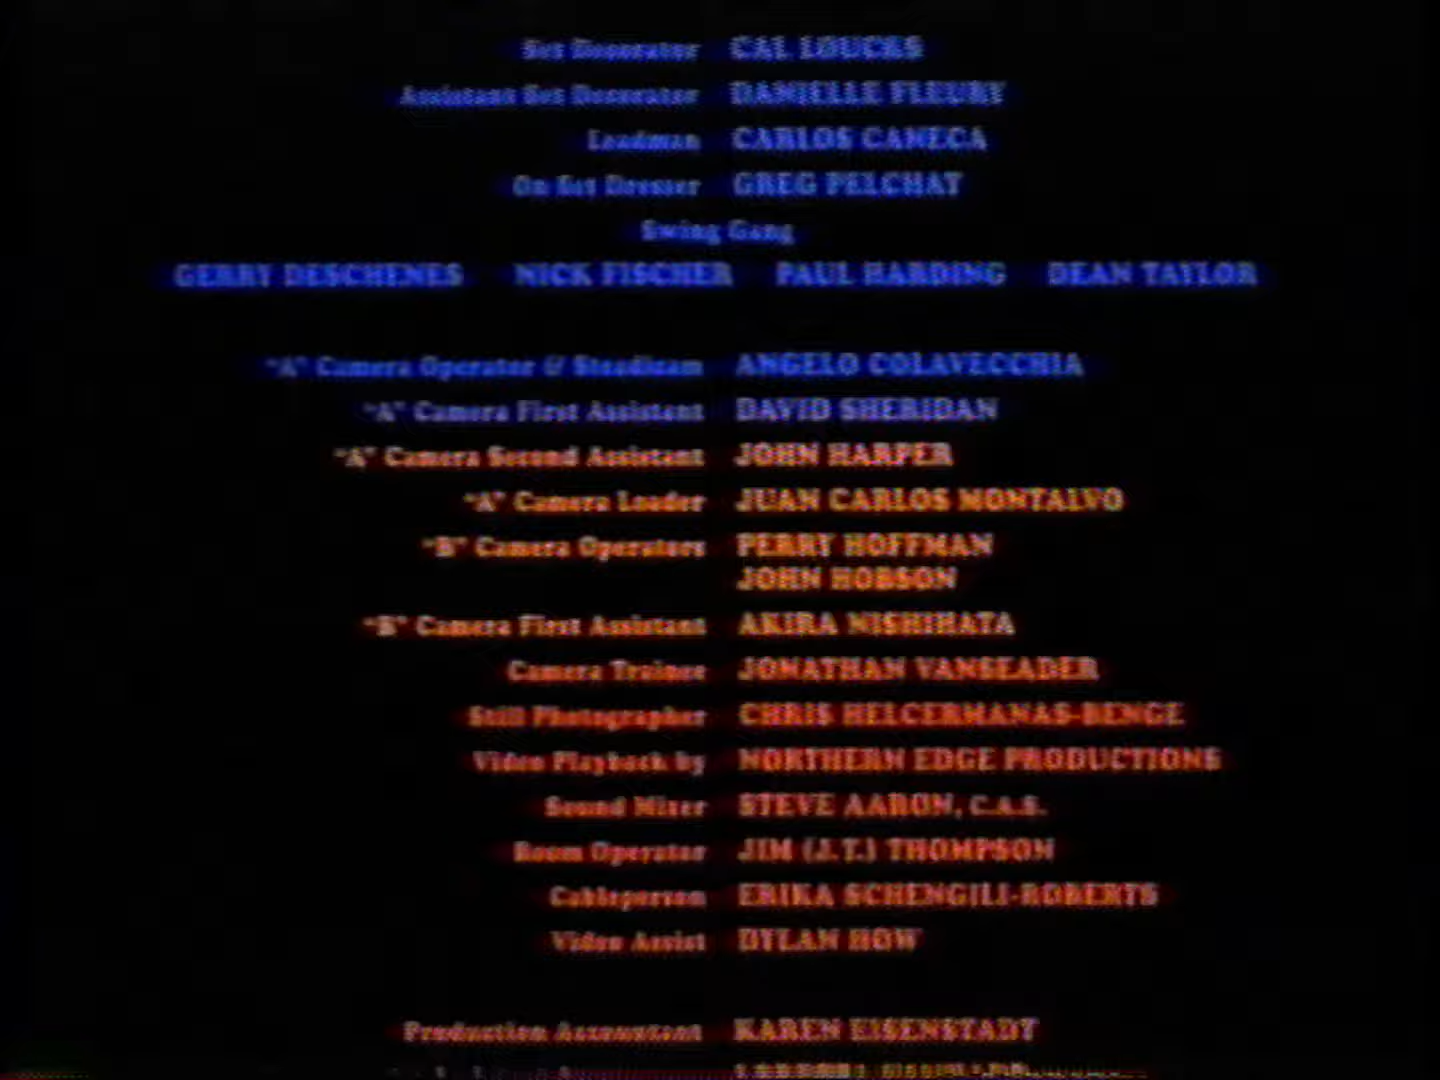 Set Decorator CAL LOUCKS
Assistant Set Decorator DANIELLE FLEURY
Leadman CARLOS CANECA
On Set Dresser GREG PELCHAT
Swing Gang
GERRY DESCHENES NICK FISCHER PAUL HARDING DEAN TAYLOR
"A" Camera Operator & Steadicam ANGELO COLAVECCHIA
"A" Camera First Assistant DAVID SHERIDAN
"A" Camera Second Assistant JOHN HARPER
"A" Camera Loader JUAN CARLOS MONTALVO
"B" Camera Operators PERRY HOFFMAN
JOHN HOBSON
"B" Camera First Assistant AKIRA NISHIHATA
Camera Trainee JONATHAN VANSEADER
Still Photographer CHRIS HELCERMANAS-BENGE
Video Playback by NORTHERN EDGE PRODUCTIONS
Sound Mixer STEVE AARON, C.A.S.
Boom Operator JIM (J.T.) THOMPSON
Cableperson ERIKA SCHENGILI-ROBERTS
Video Assist DYLAN HOW
Production Accountant KAREN EISENSTADT